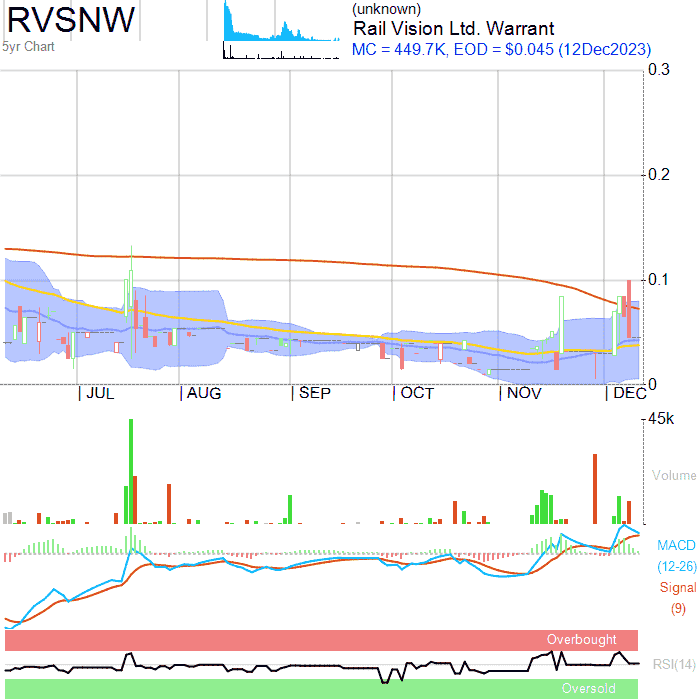 RVSNW
5yr Chart
(unknown)
Rail Vision Ltd. Warrant
MC = 449.7K, EOD = $0.045 (12Dec2023)
0.3
0.2
0.1
0
JUL
AUG
SEP
OCT
NOV
DEC
45k
Volume
MACD
(12-26)
Signal
(9)
Overbought
RSI(14)
Oversold